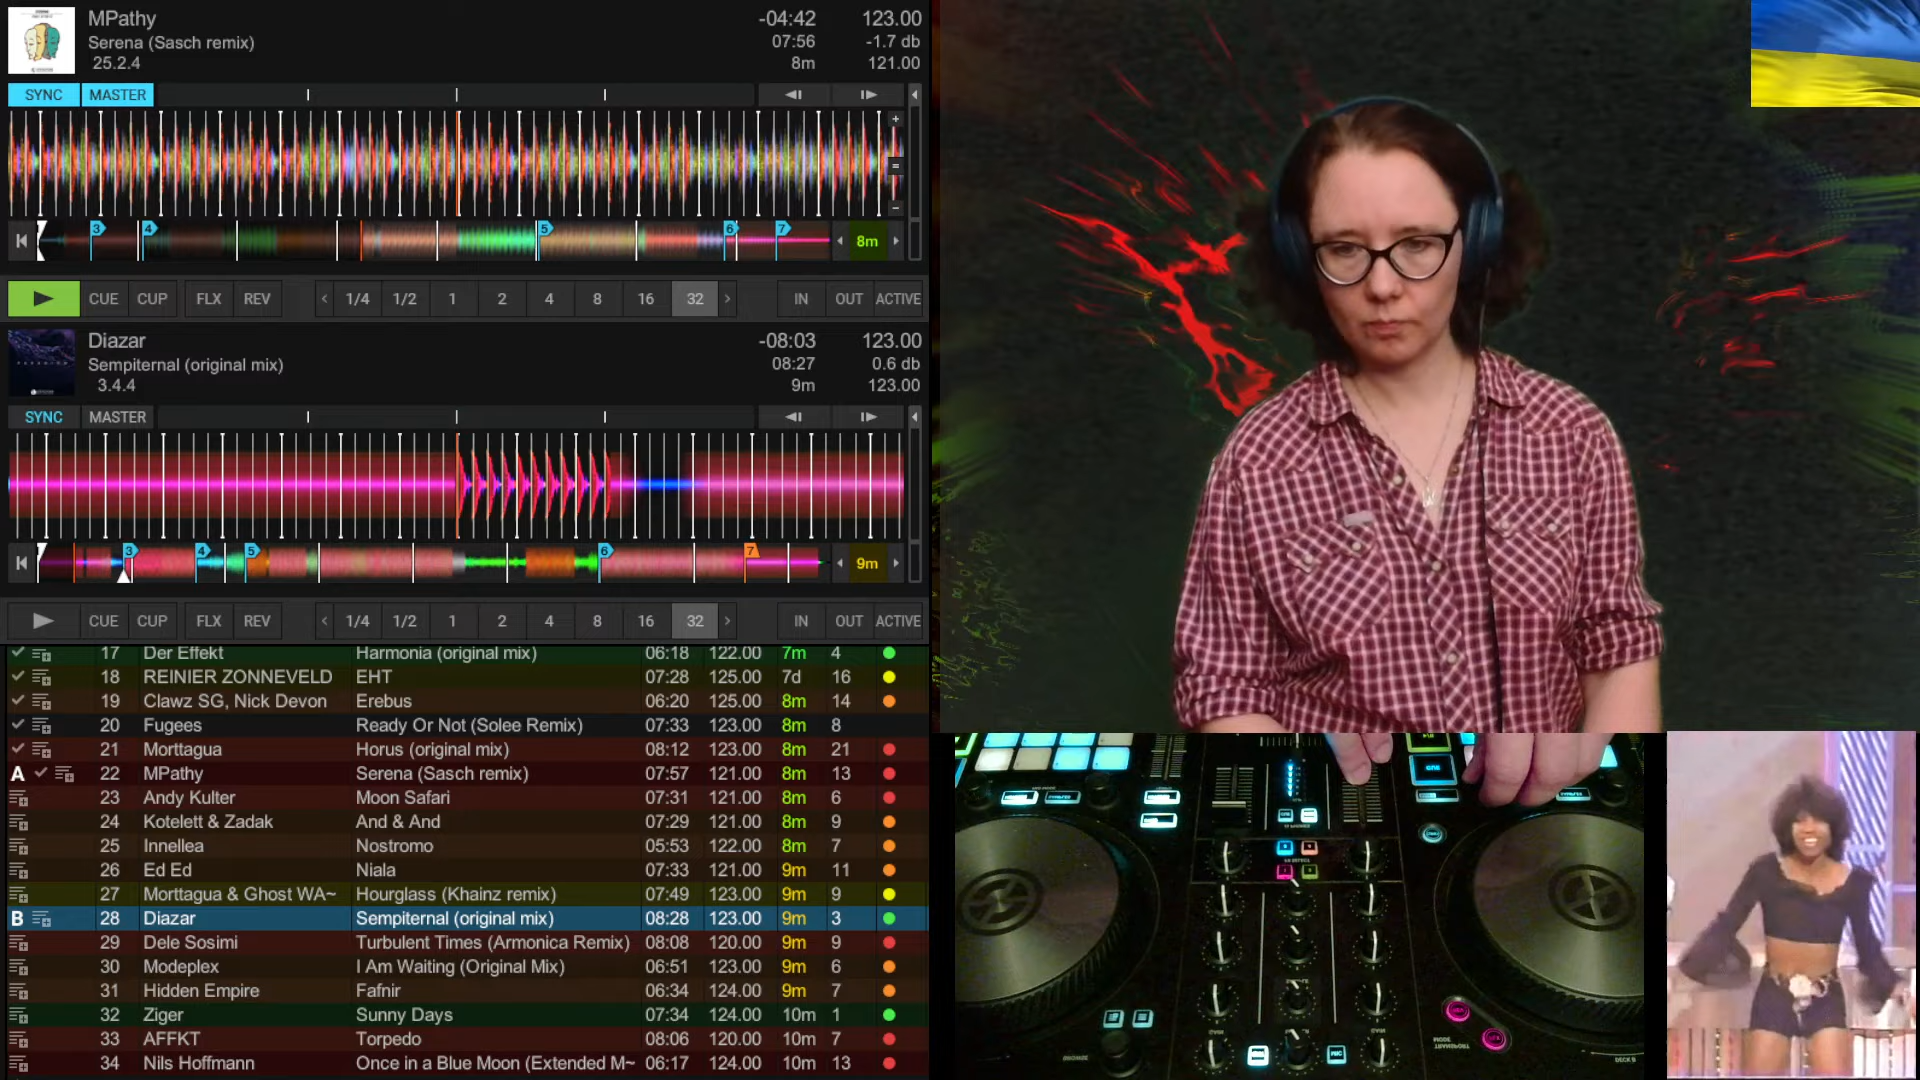 MPathy -04:42 123.00
Serena (Sasch remix) 07:56 -1.7 db
25.2.4 8m 121.00
SYNC MASTER
3 4 5 6 7 8m
CUE CUP FLX REV 1/4 1/2 1 2 4 8 16 32 IN OUT ACTIVE
Diazar -08:03 123.00
Sempiternal (original mix) 08:27 0.6 db
3.4.4 9m 123.00
SYNC MASTER
3 4 5 6 7 9m
CUE CUP FLX REV 1/4 1/2 1 2 4 8 16 32 IN OUT ACTIVE
17 Der Effekt Harmonia (original mix) 06:18 122.00 7m 4
18 REINIER ZONNEVELD EHT 07:28 125.00 7d 16
19 Clawz SG, Nick Devon Erebus 06:20 125.00 8m 14
20 Fugees Ready Or Not (Solee Remix) 07:33 123.00 8m 8
21 Morttagua Horus (original mix) 08:12 123.00 8m 21
A 22 MPathy Serena (Sasch remix) 07:57 121.00 8m 13
23 Andy Kulter Moon Safari 07:31 121.00 8m 6
24 Kotelett & Zadak And & And 07:29 121.00 8m 9
25 Innellea Nostromo 05:53 122.00 8m 7
26 Ed Ed Niala 07:33 121.00 9m 11
27 Morttagua & Ghost WA~ Hourglass (Khainz remix) 07:49 123.00 9m 9
B 28 Diazar Sempiternal (original mix) 08:28 123.00 9m 3
29 Dele Sosimi Turbulent Times (Armonica Remix) 08:08 120.00 9m 9
30 Modeplex I Am Waiting (Original Mix) 06:51 123.00 9m 6
31 Hidden Empire Fafnir 06:34 124.00 9m 7
32 Ziger Sunny Days 07:34 124.00 10m 1
33 AFFKT Torpedo 08:06 120.00 10m 7
34 Nils Hoffmann Once in a Blue Moon (Extended M~ 06:17 124.00 10m 13